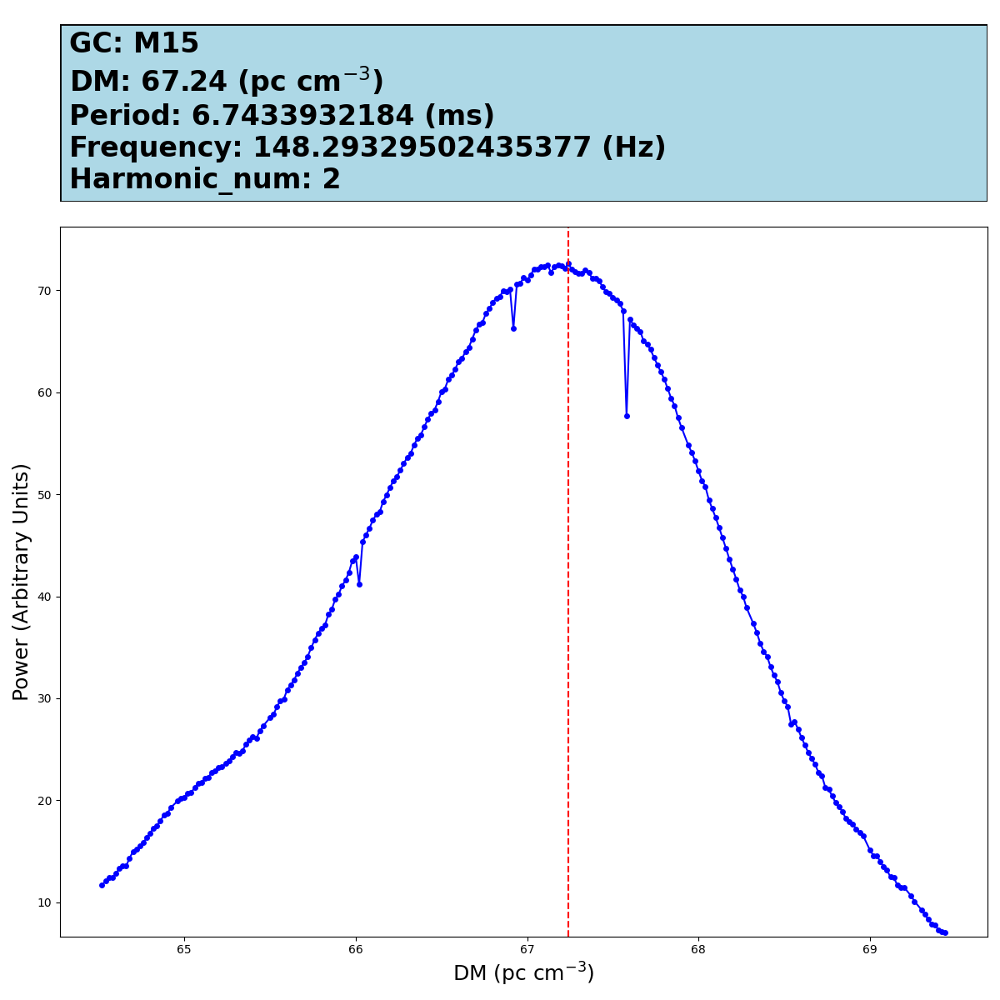 GC: M15
DM: 67.24 (pc cm⁻³)
Period: 6.7433932184 (ms)
Frequency: 148.29329502435377 (Hz)
Harmonic_num: 2
70
60
50
40
30
20
10
Power (Arbitrary Units)
65 66 67 68 69
DM (pc cm⁻³)